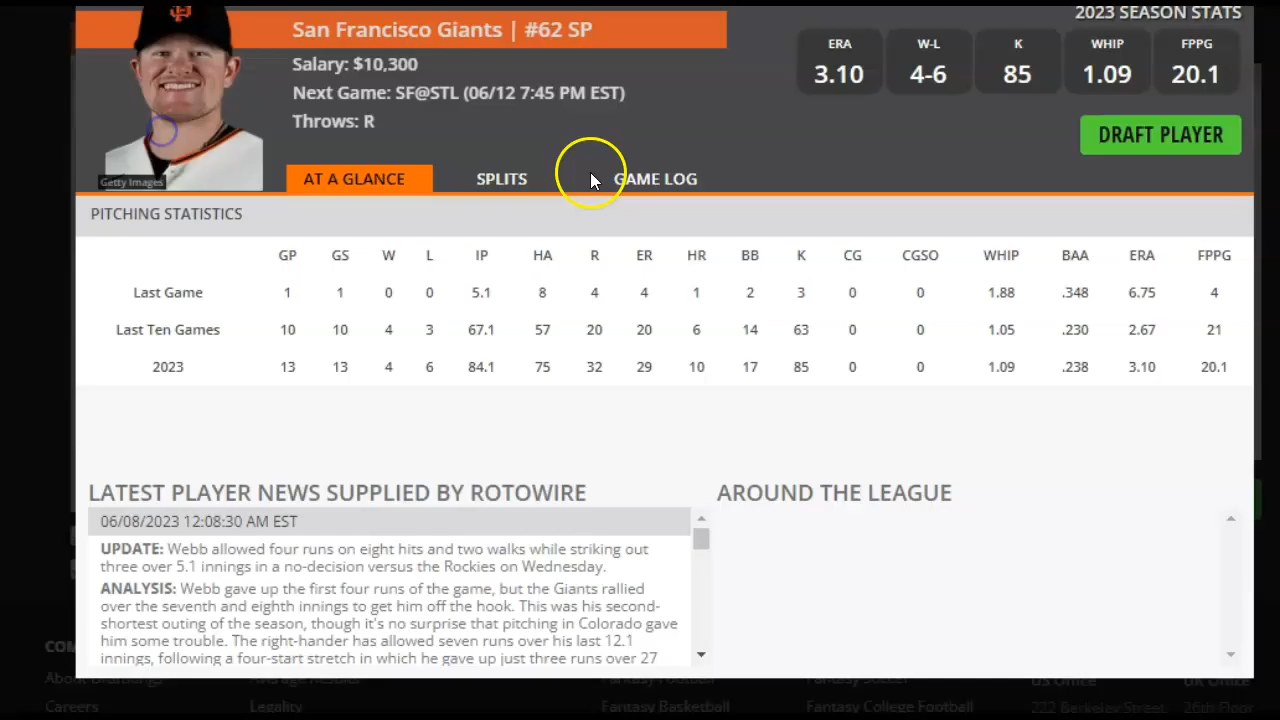 San Francisco Giants | #62 SP
Salary: $10,300
Next Game: SF@STL (06/12 7:45 PM EST)
Throws: R
2023 SEASON STATS
ERA W-L K WHIP FPPG
3.10 4-6 85 1.09 20.1
DRAFT PLAYER
Getty Images
AT A GLANCE SPLITS GAME LOG
PITCHING STATISTICS
GP GS W L IP HA R ER HR BB K CG CGSO WHIP BAA ERA FPPG
Last Game 1 1 0 0 5.1 8 4 4 1 2 3 0 0 1.88 .348 6.75 4
Last Ten Games 10 10 4 3 67.1 57 20 20 6 14 63 0 0 1.05 .230 2.67 21
2023 13 13 4 6 84.1 75 32 29 10 17 85 0 0 1.09 .238 3.10 20.1
LATEST PLAYER NEWS SUPPLIED BY ROTOWIRE
06/08/2023 12:08:30 AM EST
UPDATE: Webb allowed four runs on eight hits and two walks while striking out
three over 5.1 innings in a no-decision versus the Rockies on Wednesday.
ANALYSIS: Webb gave up the first four runs of the game, but the Giants rallied
over the seventh and eighth innings to get him off the hook. This was his second-
shortest outing of the season, though it's no surprise that pitching in Colorado gave
him some trouble. The right-hander has allowed seven runs over his last 12.1
innings, following a four-start stretch in which he gave up just three runs over 27
AROUND THE LEAGUE
Careers Legality Fantasy Basketball Fantasy College Football 222 Berkeley Street, 26th Floor